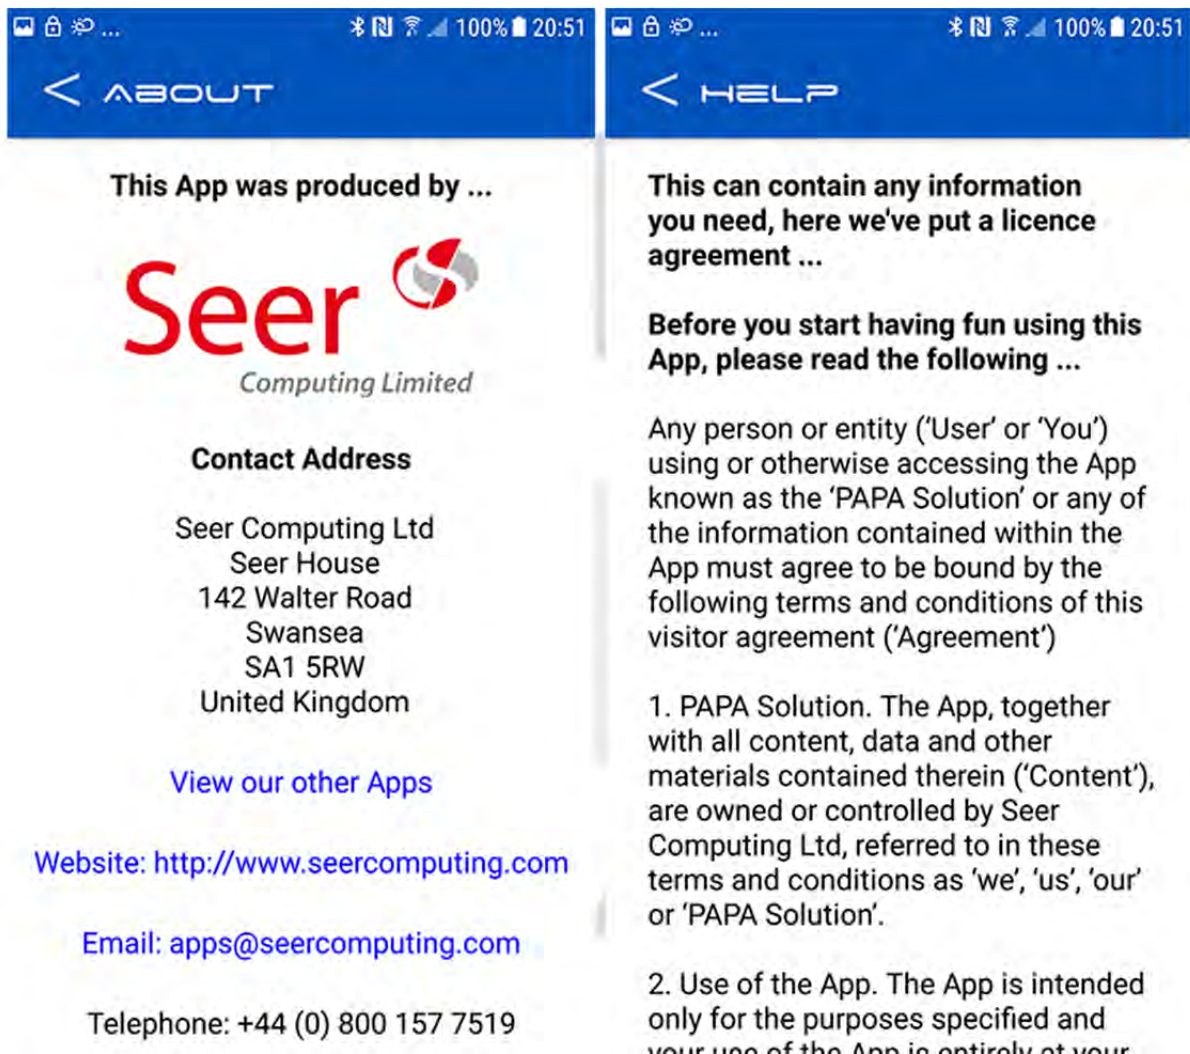 ... 100% 20:51
< ABOUT
This App was produced by ...
Seer
Computing Limited
Contact Address
Seer Computing Ltd
Seer House
142 Walter Road
Swansea
SA1 5RW
United Kingdom
View our other Apps
Website: http://www.seercomputing.com
Email: apps@seercomputing.com
Telephone: +44 (0) 800 157 7519
... 100% 20:51
< HELP
This can contain any information
you need, here we've put a licence
agreement ...
Before you start having fun using this
App, please read the following ...
Any person or entity (‘User’ or ‘You’)
using or otherwise accessing the App
known as the ‘PAPA Solution’ or any of
the information contained within the
App must agree to be bound by the
following terms and conditions of this
visitor agreement (‘Agreement’)
1. PAPA Solution. The App, together
with all content, data and other
materials contained therein (‘Content’),
are owned or controlled by Seer
Computing Ltd, referred to in these
terms and conditions as ‘we’, ‘us’, ‘our’
or ‘PAPA Solution’.
2. Use of the App. The App is intended
only for the purposes specified and
your use of the App is entirely at your